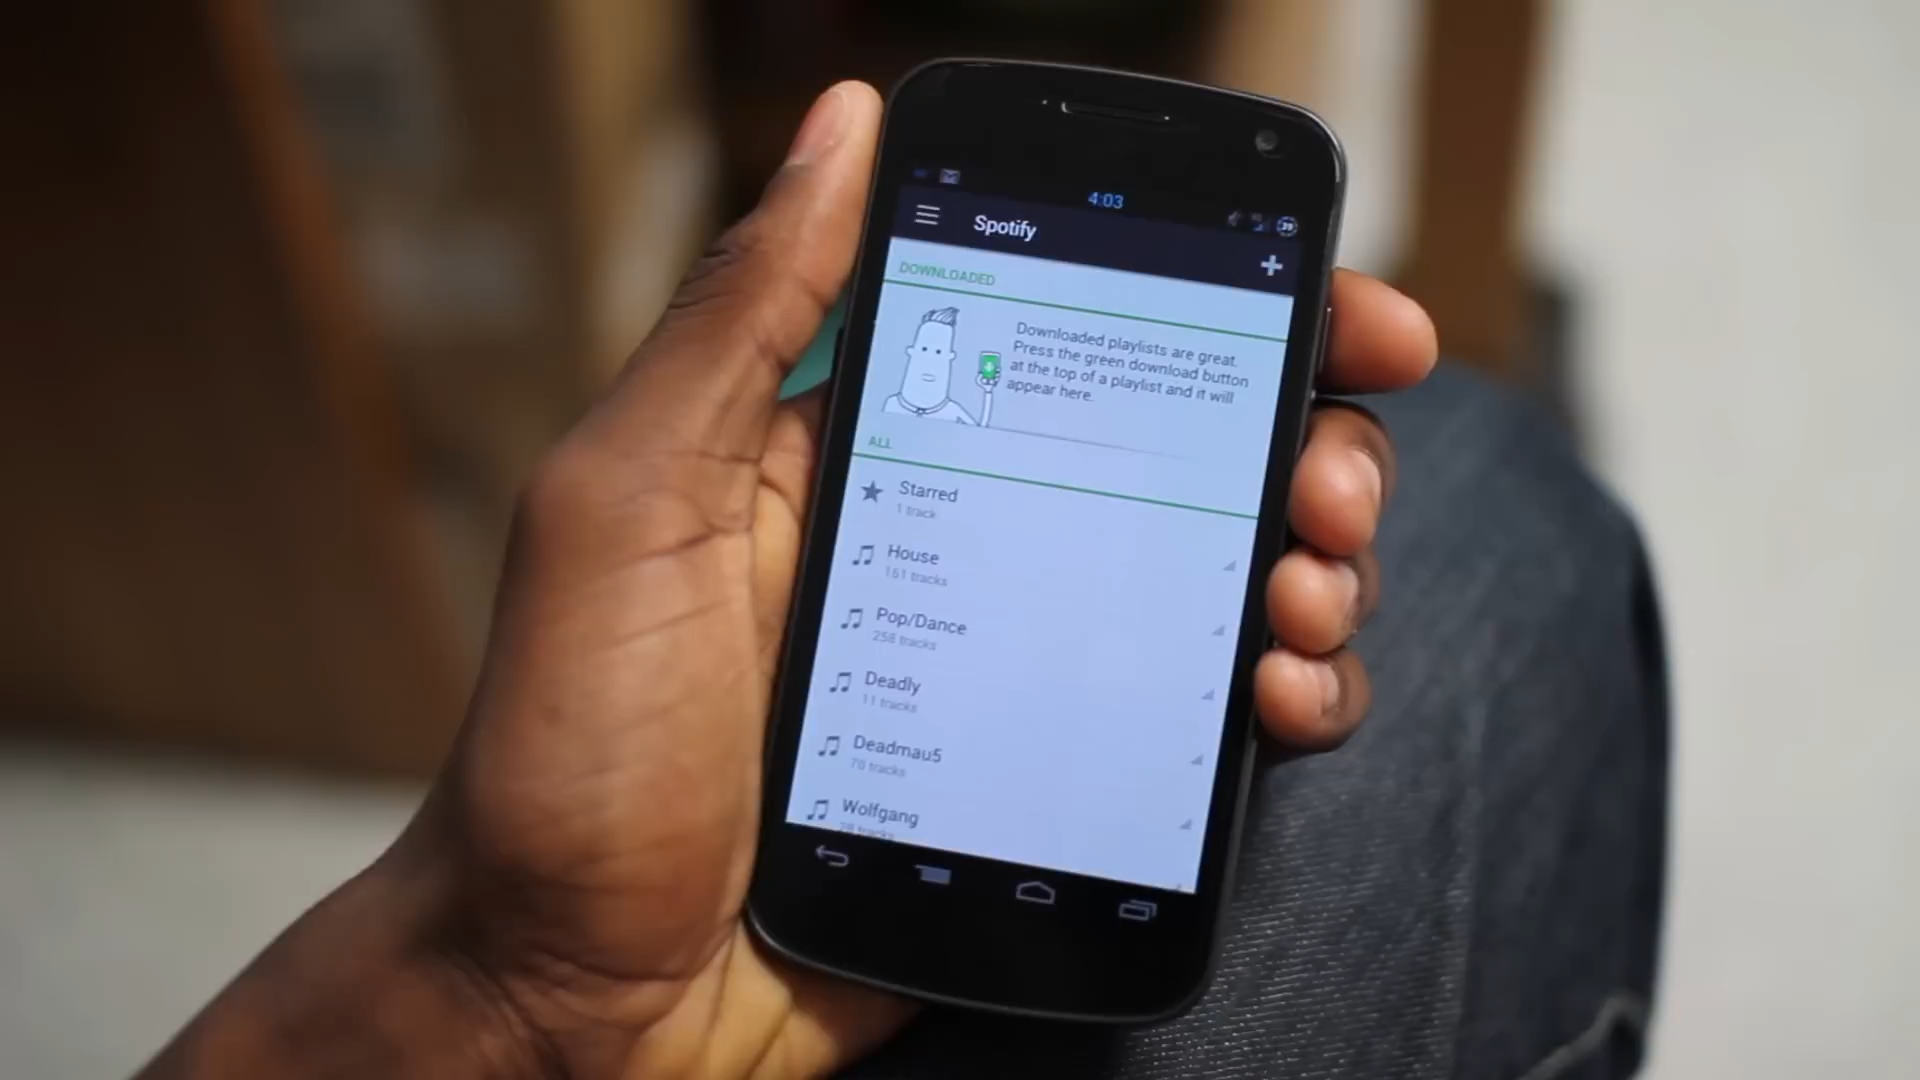 4:03
39
Spotify
DOWNLOADED
Downloaded playlists are great.
Press the green download button
at the top of a playlist and it will
appear here.
ALL
Starred
1 track
House
161 tracks
Pop/Dance
258 tracks
Deadly
11 tracks
Deadmau5
70 tracks
Wolfgang
tracks